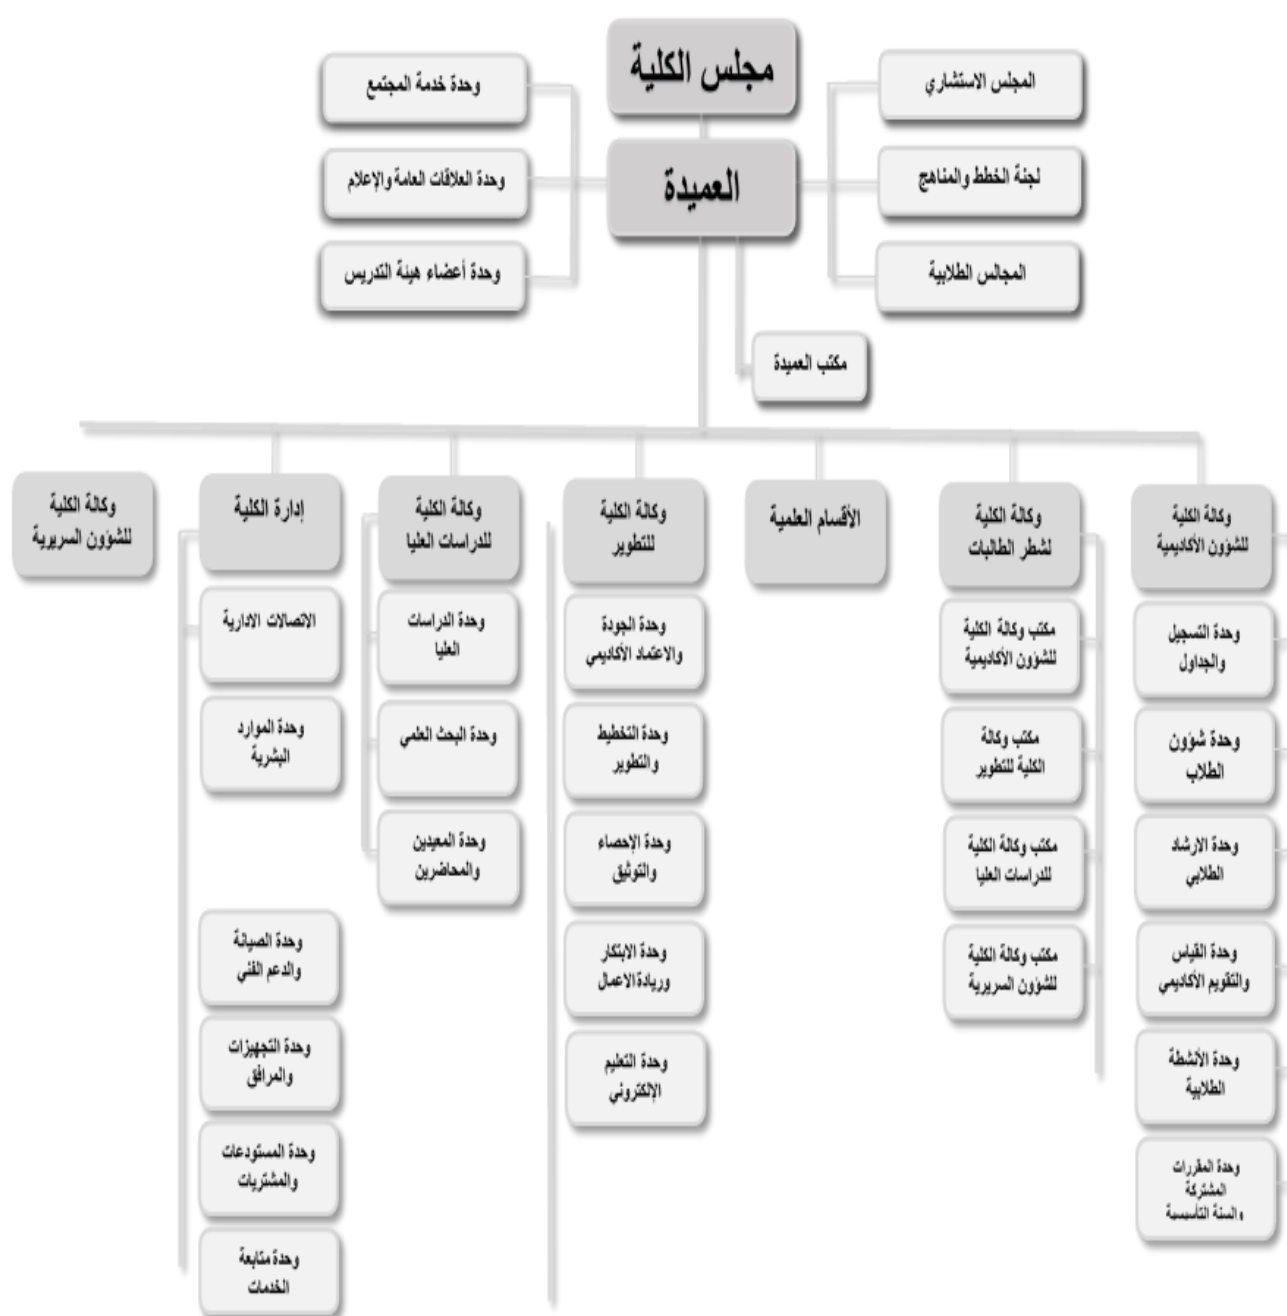 مجلس الكلية
العميدة
المجلس الاستشاري
لجنة الخطط والمناهج
المجالس الطلابية
وحدة خدمة المجتمع
وحدة العلاقات العامة والإعلام
وحدة أعضاء هيئة التدريس
مكتب العميدة
وكالة الكلية
للشؤون الأكاديمية
وحدة التسجيل
والجداول
وحدة شؤون
الطلاب
وحدة الارشاد
الطلابي
وحدة القياس
والتقويم الأكاديمي
وحدة الأنشطة
الطلابية
وحدة المقررات
المشتركة
والسنة التأسيسية
وكالة الكلية
لشطر الطالبات
مكتب وكالة الكلية
للشؤون الأكاديمية
مكتب وكالة
الكلية للتطوير
مكتب وكالة الكلية
للدراسات العليا
مكتب وكالة الكلية
للشؤون السريرية
الأقسام العلمية
وكالة الكلية
للتطوير
وحدة الجودة
والاعتماد الأكاديمي
وحدة التخطيط
والتطوير
وحدة الإحصاء
والتوثيق
وحدة الابتكار
وريادة الاعمال
وحدة التعليم
الإلكتروني
وكالة الكلية
للدراسات العليا
وحدة الدراسات
العليا
وحدة البحث العلمي
وحدة المعيدين
والمحاضرين
إدارة الكلية
الاتصالات الادارية
وحدة الموارد
البشرية
وحدة الصيانة
والدعم الفني
وحدة التجهيزات
والمرافق
وحدة المستودعات
والمشتريات
وحدة متابعة
الخدمات
وكالة الكلية
للشؤون السريرية